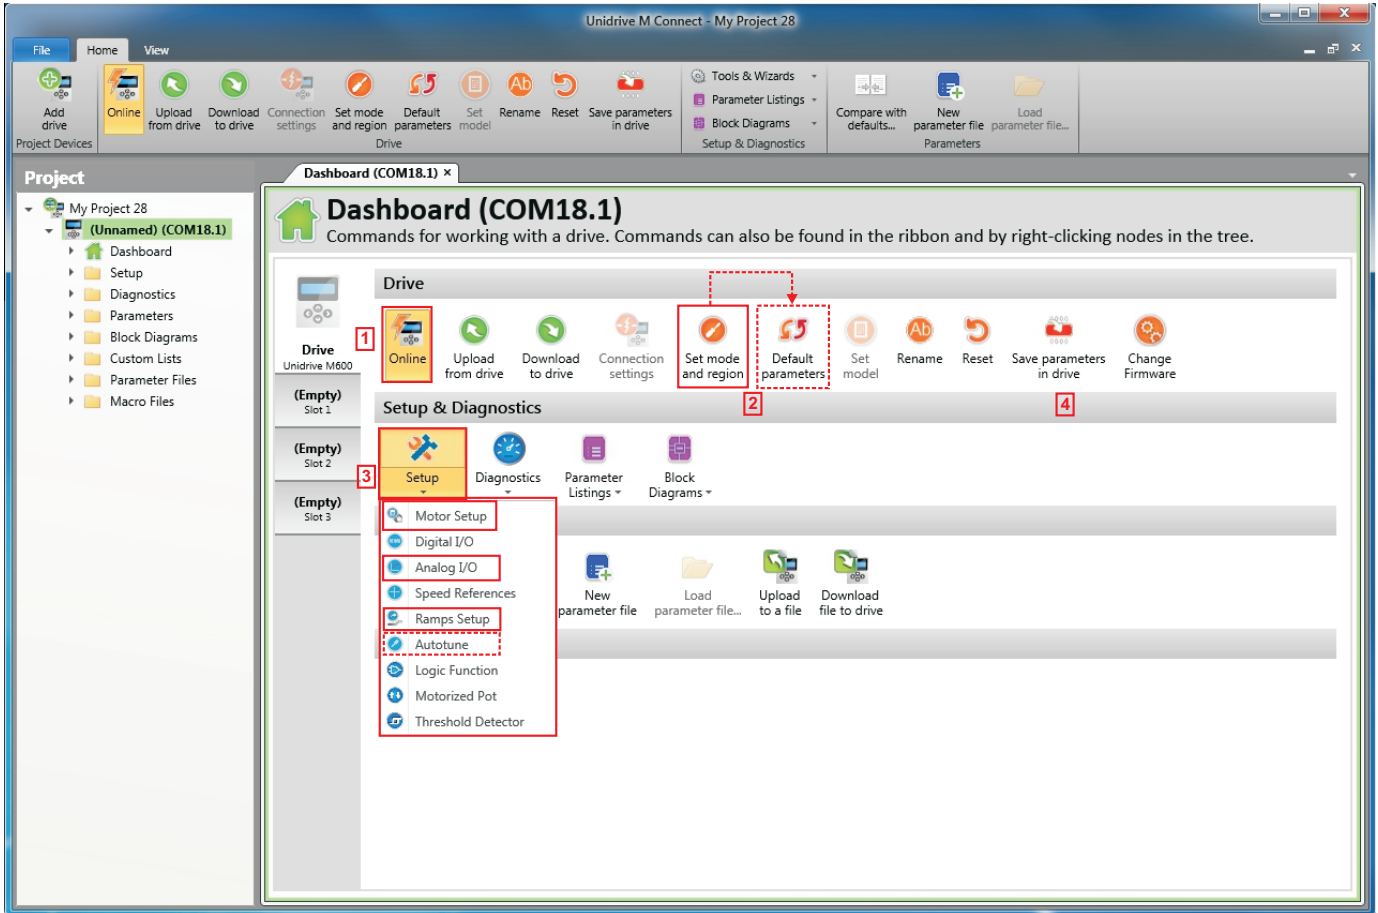 Unidrive M Connect - My Project 28
File Home View
Add drive
Online
Upload from drive
Download to drive
Connection settings
Set mode and region
Default parameters
Set model
Rename
Reset
Save parameters in drive
Tools & Wizards
Parameter Listings
Block Diagrams
Compare with defaults...
New parameter file
Load parameter file...
Project Devices
Drive
Setup & Diagnostics
Parameters
Project
My Project 28
(Unnamed) (COM18.1)
Dashboard
Setup
Diagnostics
Parameters
Block Diagrams
Custom Lists
Parameter Files
Macro Files
Dashboard (COM18.1) ×
Dashboard (COM18.1)
Commands for working with a drive. Commands can also be found in the ribbon and by right-clicking nodes in the tree.
Drive
Unidrive M600
(Empty)
Slot 1
(Empty)
Slot 2
(Empty)
Slot 3
Drive
1
Online
Upload
from drive
Download
to drive
Connection
settings
Set mode
and region
Default
parameters
Set
model
Ab
Rename
Reset
Save parameters
in drive
Change
Firmware
2
4
Setup & Diagnostics
3
Setup
Diagnostics
Parameter
Listings
Block
Diagrams
Motor Setup
Digital I/O
Analog I/O
Speed References
Ramps Setup
Autotune
Logic Function
Motorized Pot
Threshold Detector
New
parameter file
Load
parameter file...
Upload
to a file
Download
file to drive